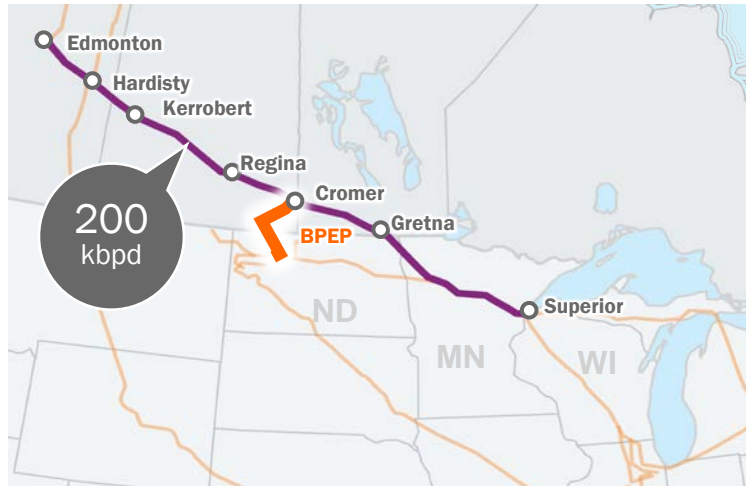 Edmonton
Hardisty
Kerrobert
Regina
Cromer
Gretna
200
kbpd
BPEP
ND
Superior
MN
WI